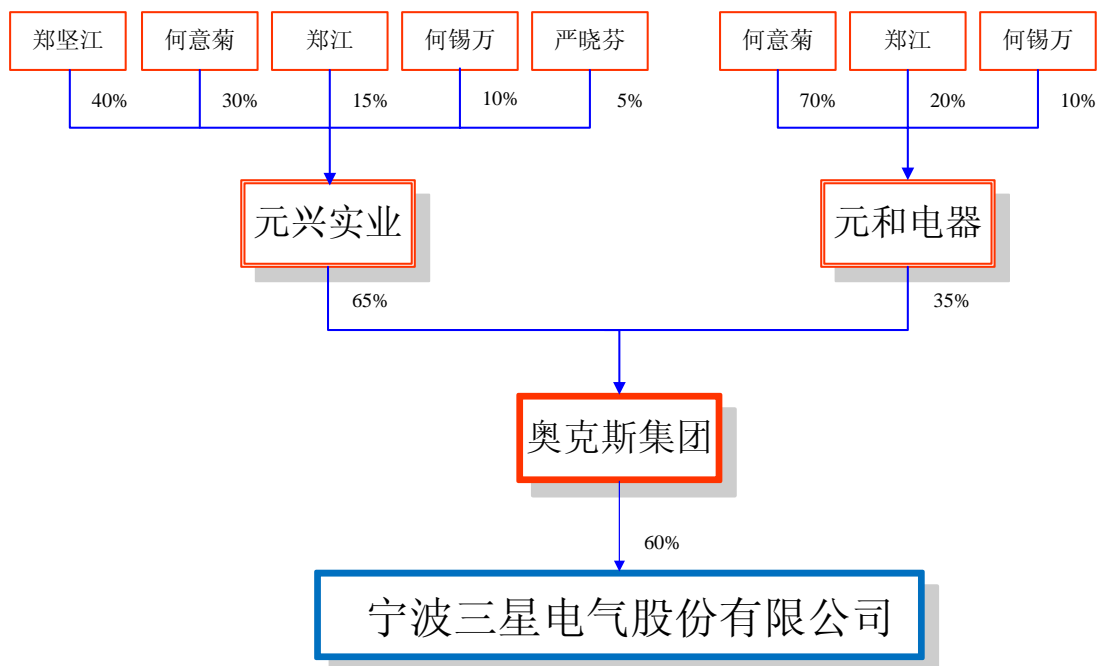 郑坚江 何意菊 郑江 何锡万 严晓芬 何意菊 郑江 何锡万
40% 30% 15% 10% 5% 70% 20% 10%
元兴实业 元和电器
65% 35%
奥克斯集团
60%
宁波三星电气股份有限公司